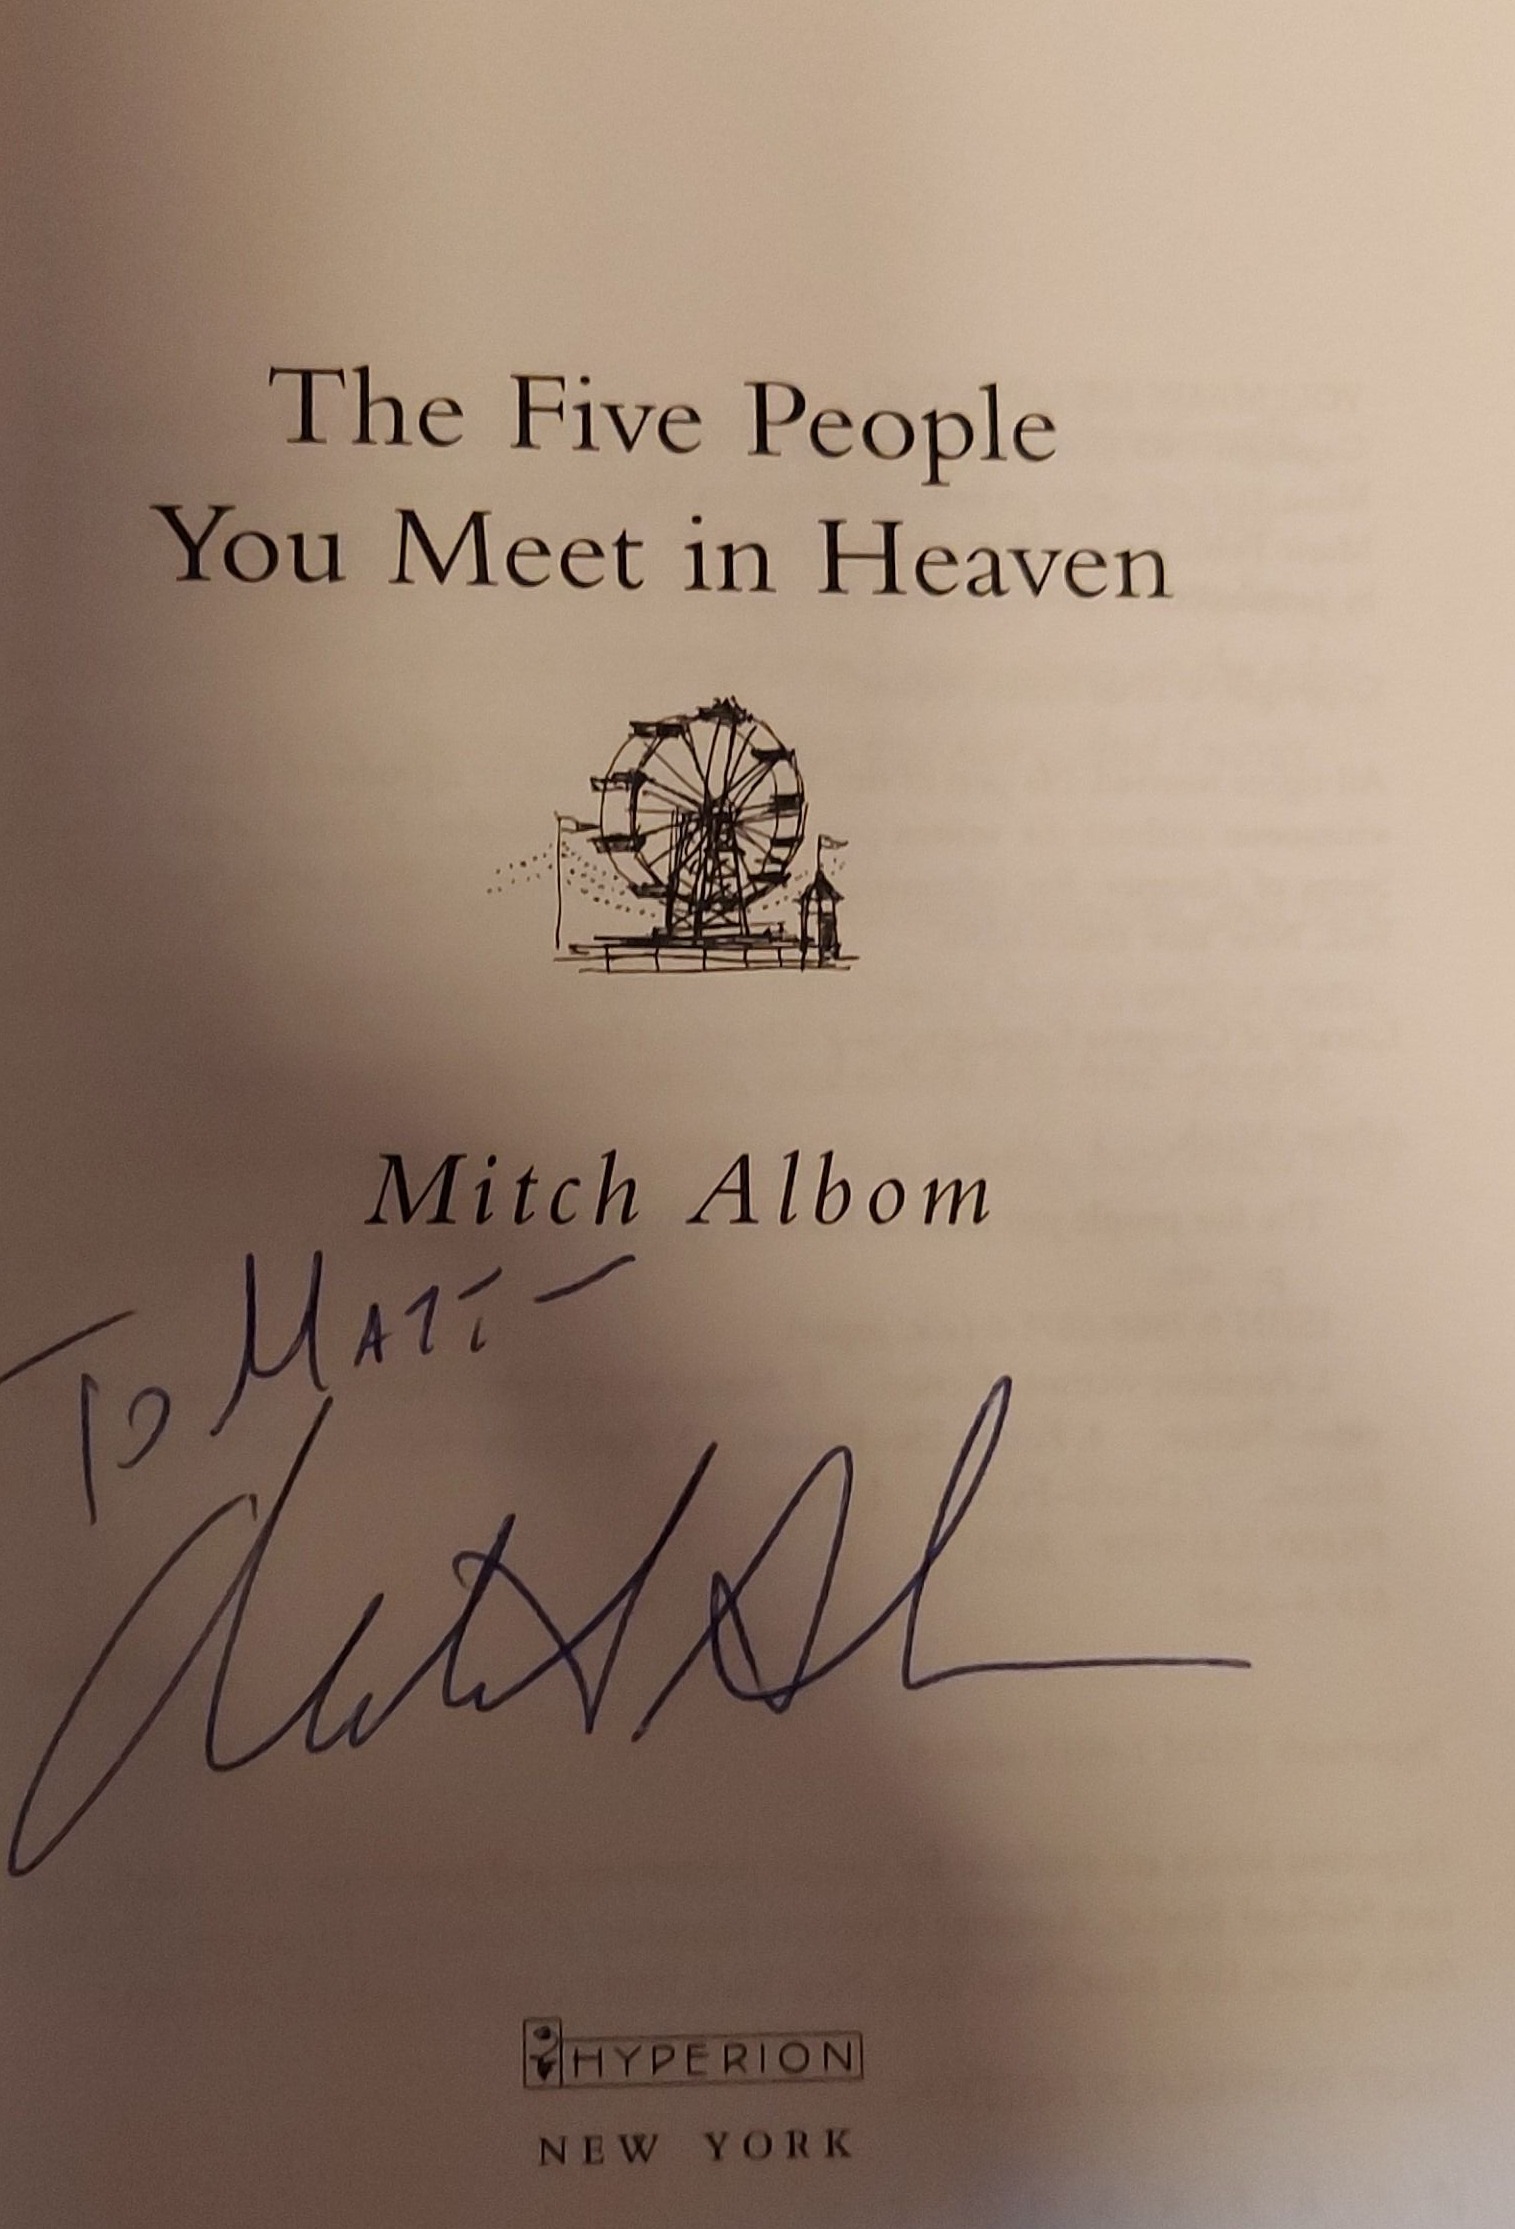 The Five People
You Meet in Heaven
Mitch Albom
To MATT -
HYPERION
NEW YORK